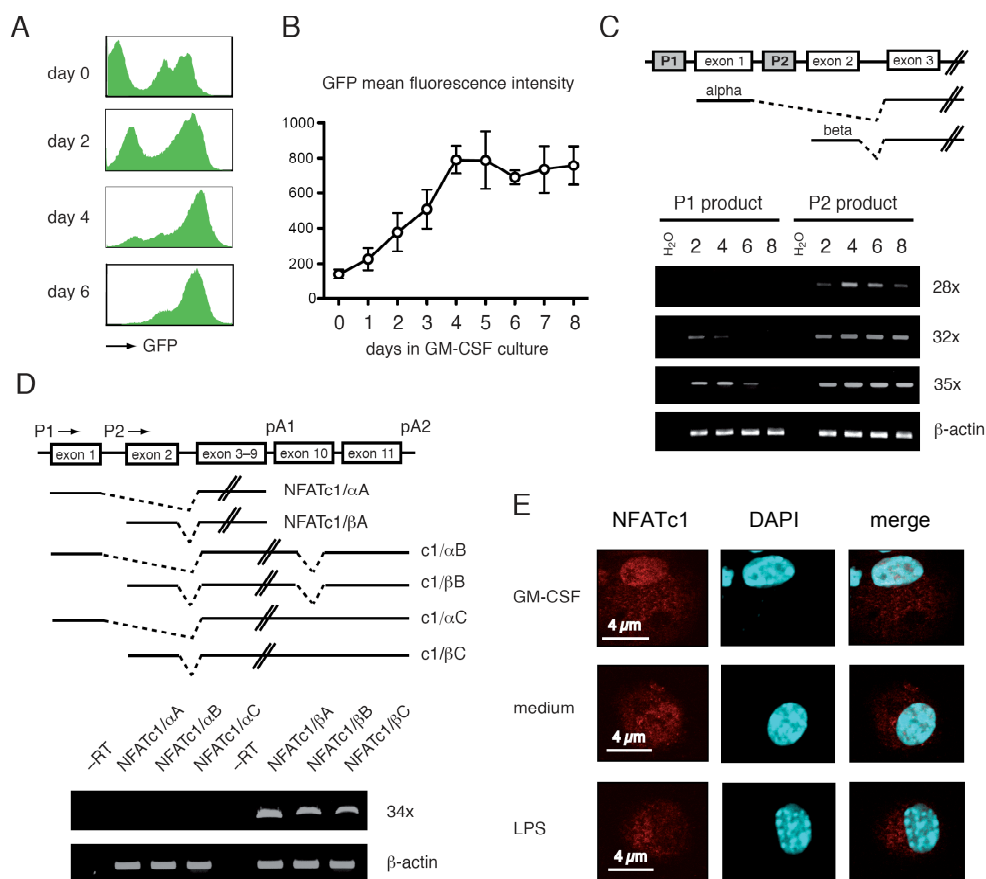 A
day 0
day 2
day 4
day 6
GFP
B
GFP mean fluorescence intensity
1000
800
600
400
200
0
0 1 2 3 4 5 6 7 8
days in GM-CSF culture
C
P1 exon 1 P2 exon 2 exon 3
alpha
beta
P1 product P2 product
H₂O 2 4 6 8 H₂O 2 4 6 8
28x
32x
35x
β-actin
D
P1 P2 pA1 pA2
exon 1 exon 2 exon 3–9 exon 10 exon 11
NFATc1/αA
NFATc1/βA
c1/αB
c1/βB
c1/αC
c1/βC
–RT NFATc1/αA NFATc1/αB NFATc1/αC –RT NFATc1/βA NFATc1/βB NFATc1/βC
34x
β-actin
E
NFATc1 DAPI merge
GM-CSF
4 µm
medium
4 µm
LPS
4 µm